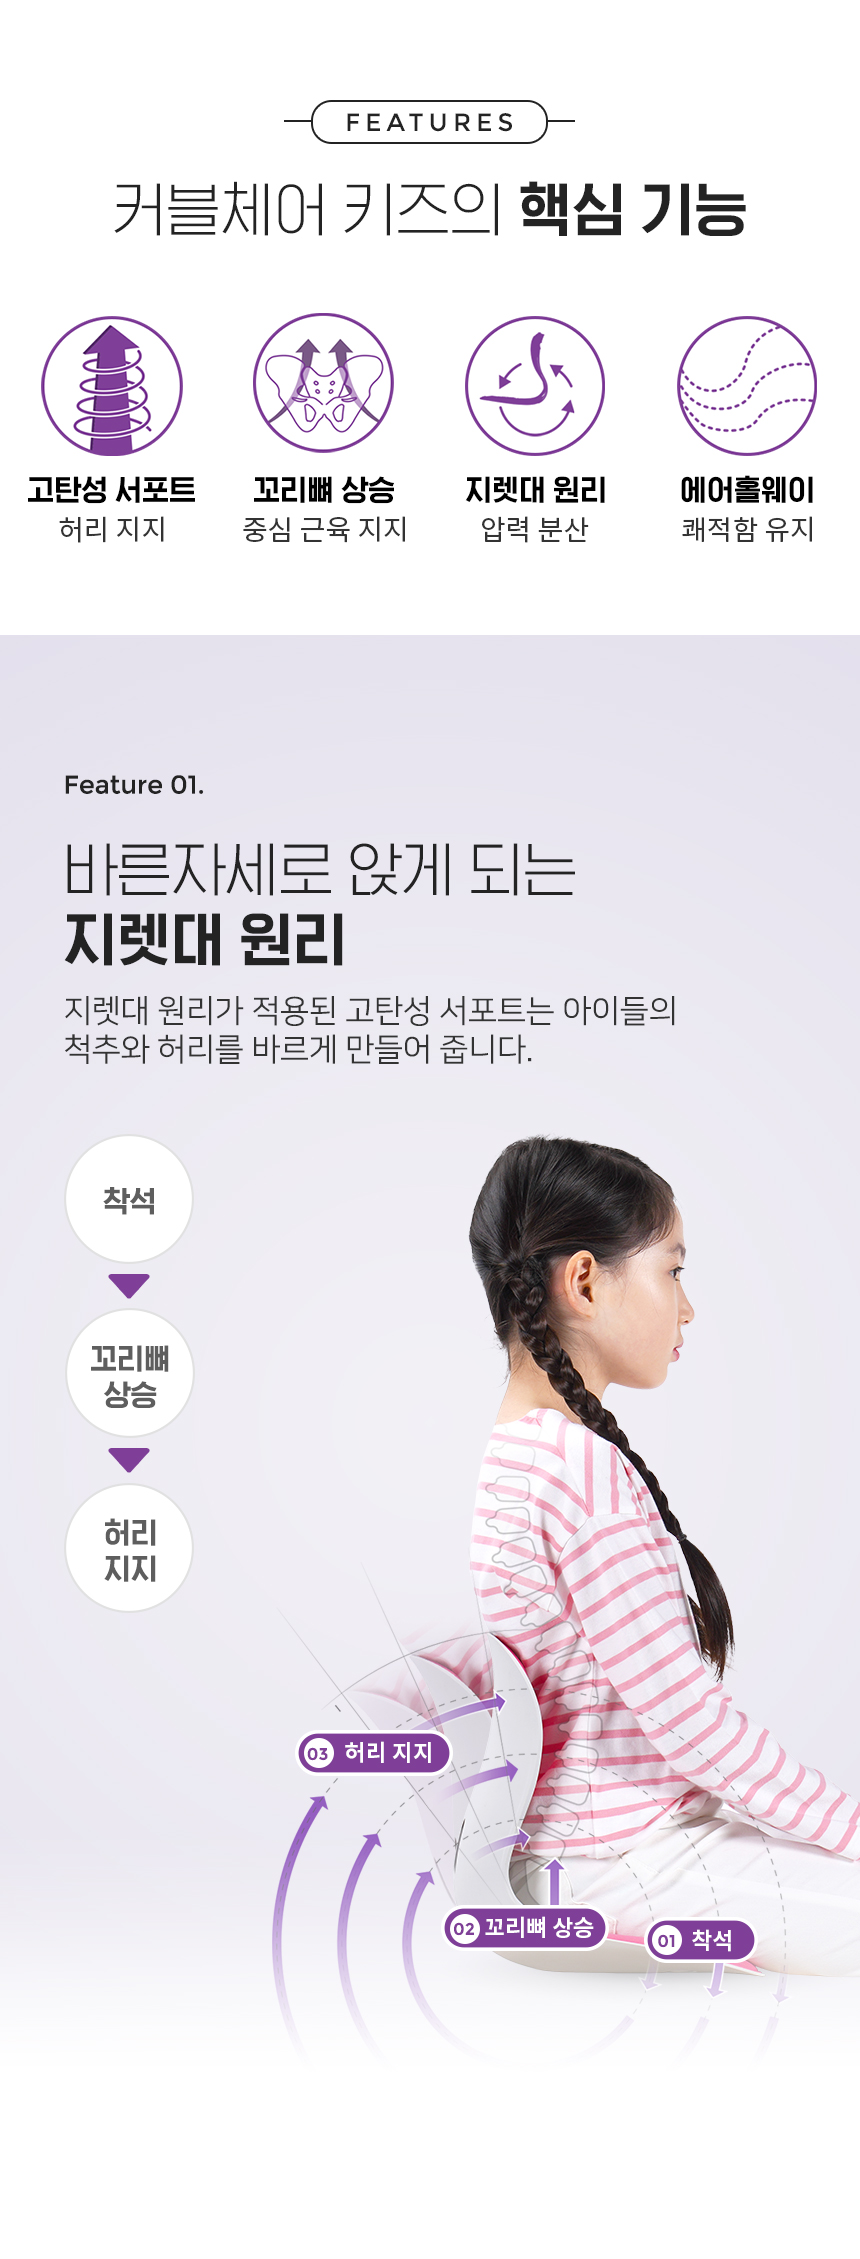 FEATURES
커블체어 키즈의 핵심 기능
고탄성 서포트
허리 지지
꼬리뼈 상승
중심 근육 지지
지렛대 원리
압력 분산
에어홀웨이
쾌적함 유지
Feature 01.
바른자세로 앉게 되는
지렛대 원리
지렛대 원리가 적용된 고탄성 서포트는 아이들의
척추와 허리를 바르게 만들어 줍니다.
착석
꼬리뼈
상승
허리
지지
03 허리 지지
02 꼬리뼈 상승
01 착석